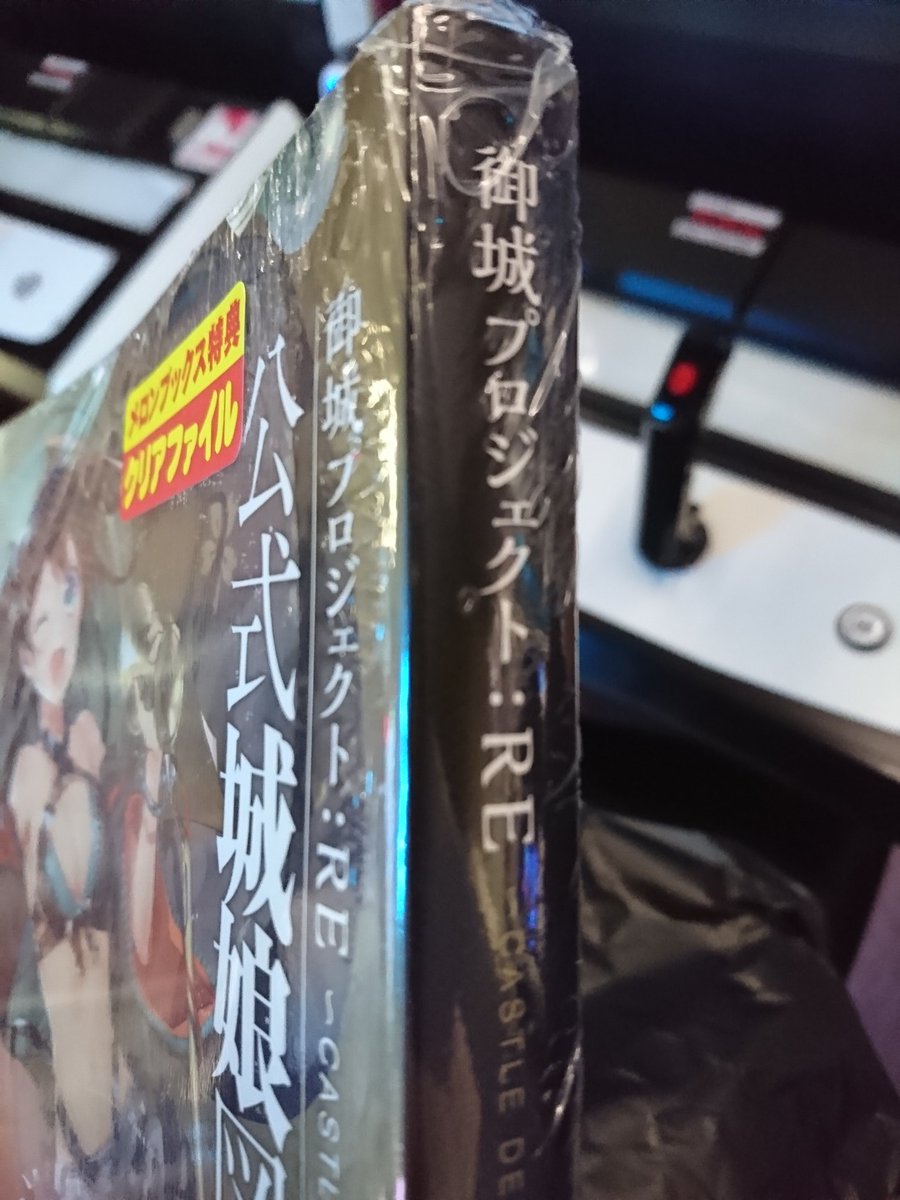 御城プロジェクト:RE
CASTLE DE
御城プロジェクト:RE ~CASTL
公式城娘
メロンブックス特典
クリアファイル